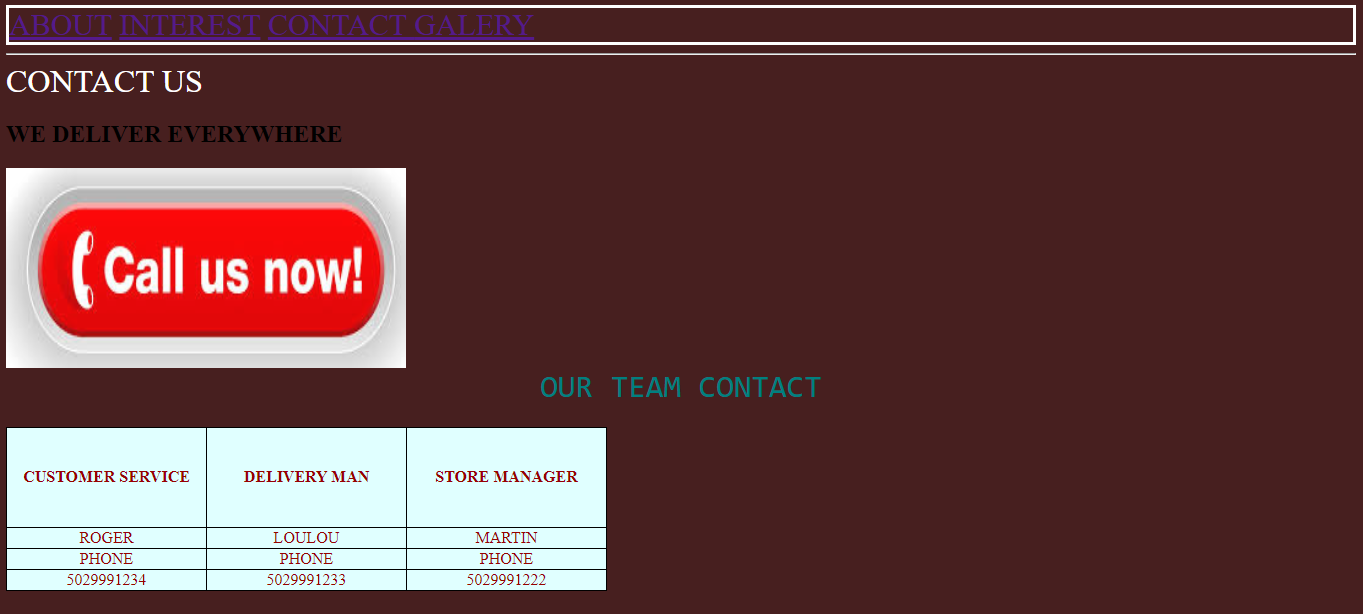 ABOUT INTEREST CONTACT GALERY
CONTACT US
WE DELIVER EVERYWHERE
Call us now!
OUR TEAM CONTACT
CUSTOMER SERVICE DELIVERY MAN STORE MANAGER
ROGER LOULOU MARTIN
PHONE PHONE PHONE
5029991234 5029991233 5029991222